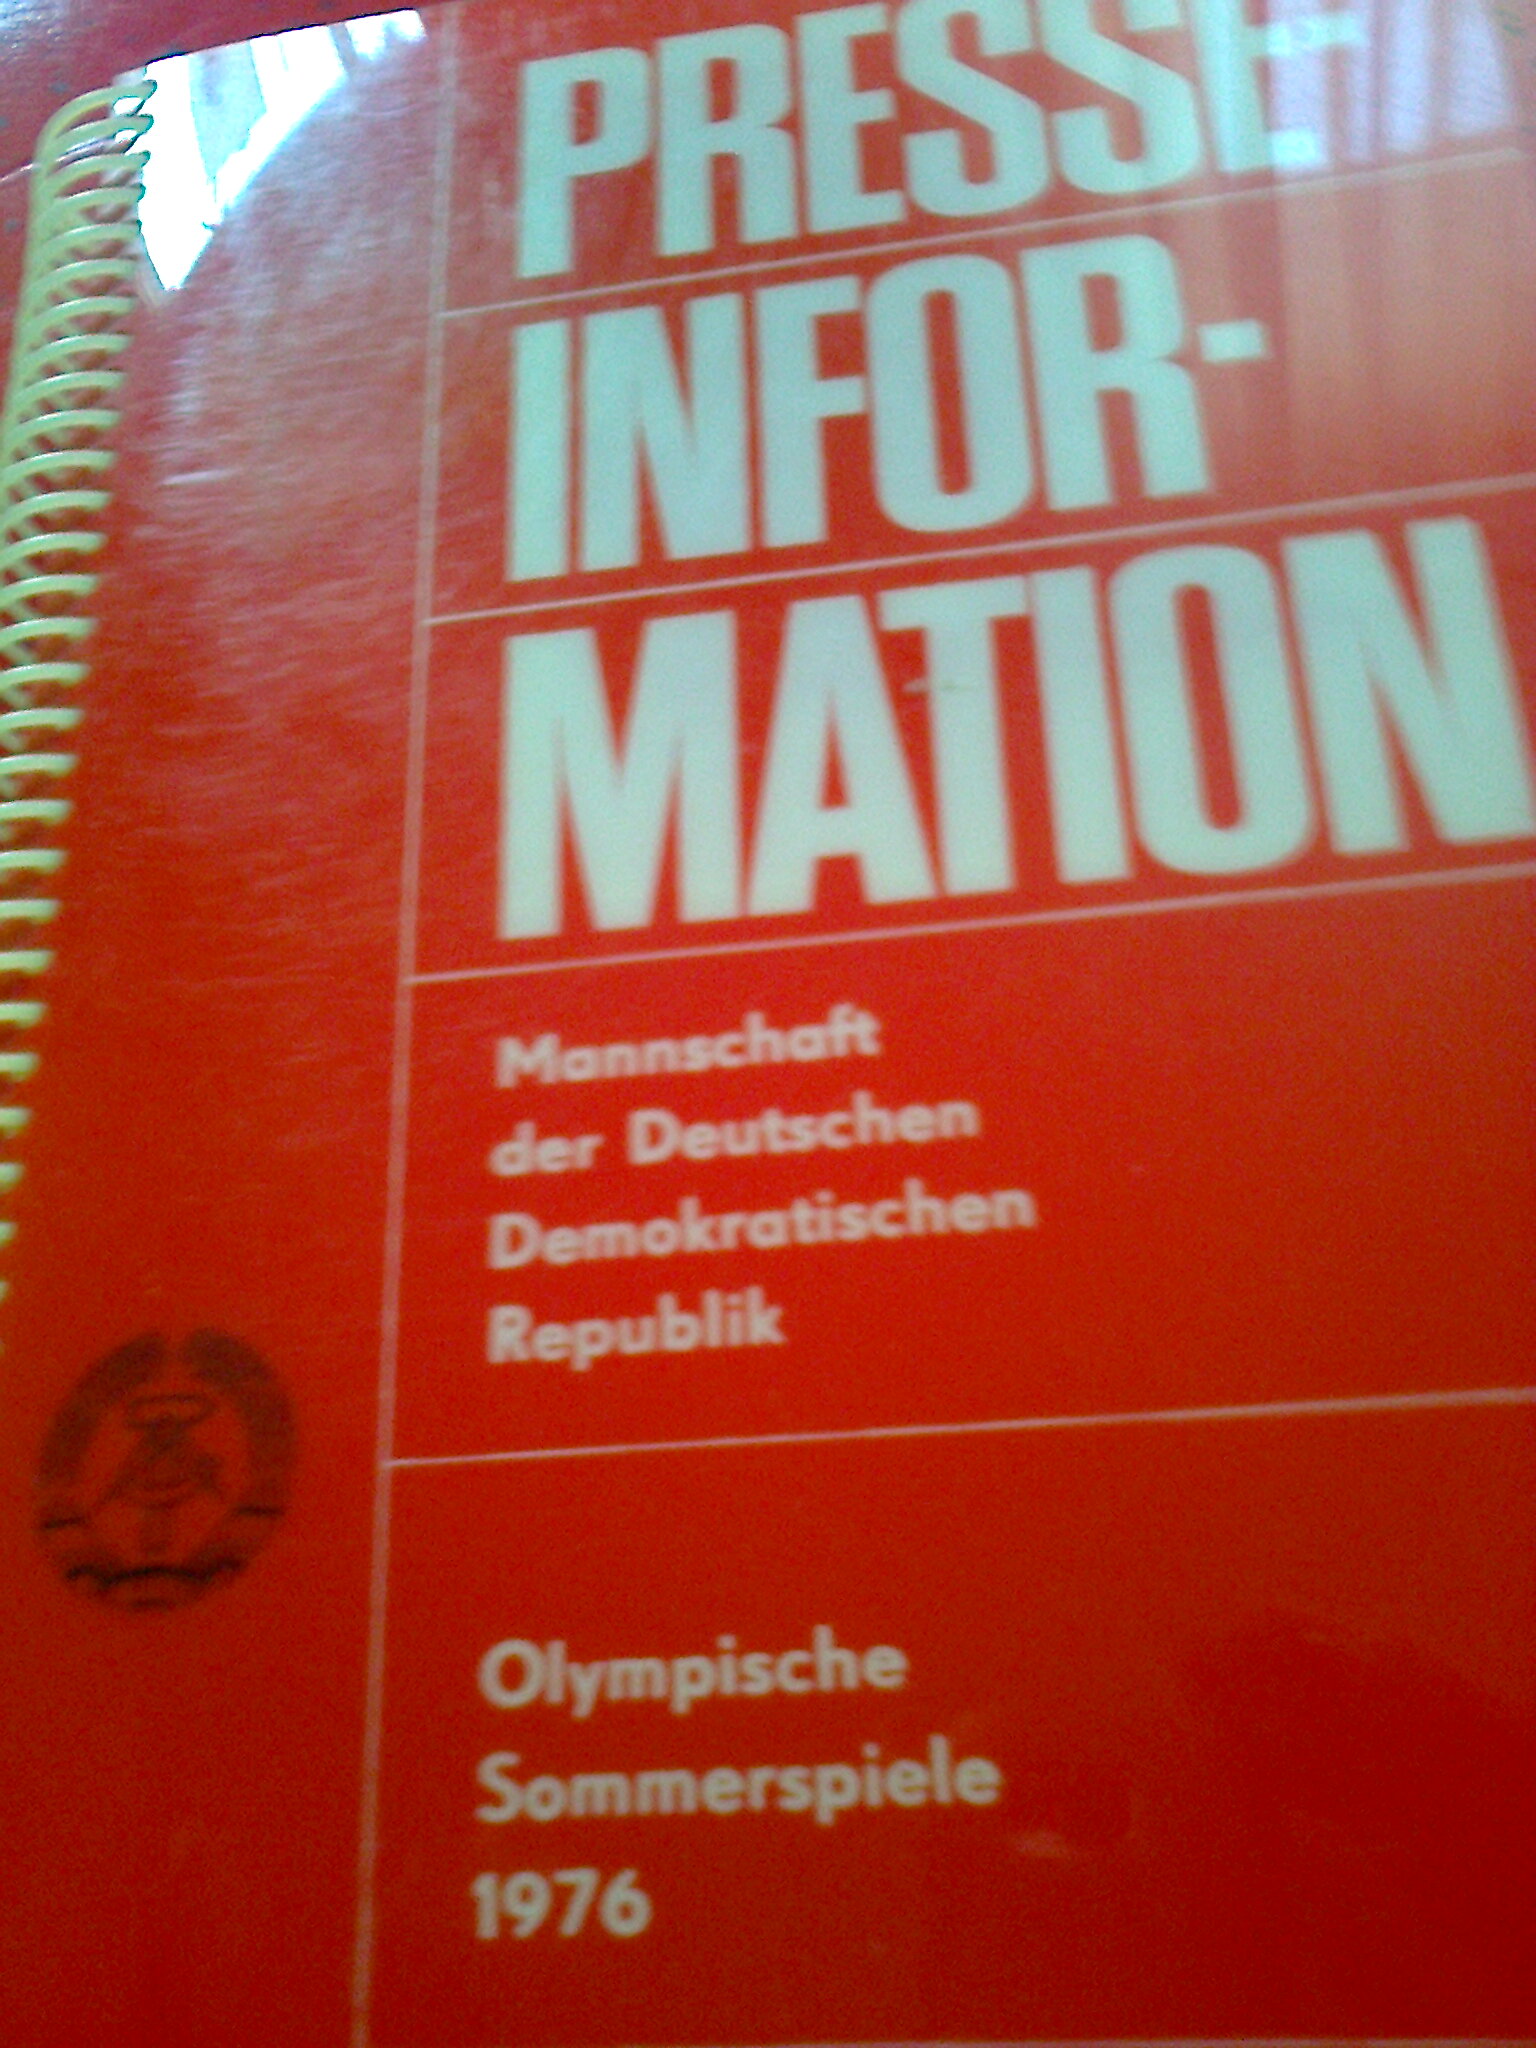 PRESSE-
INFOR-
MATION
Mannschaft
der Deutschen
Demokratischen
Republik
Olympische
Sommerspiele
1976